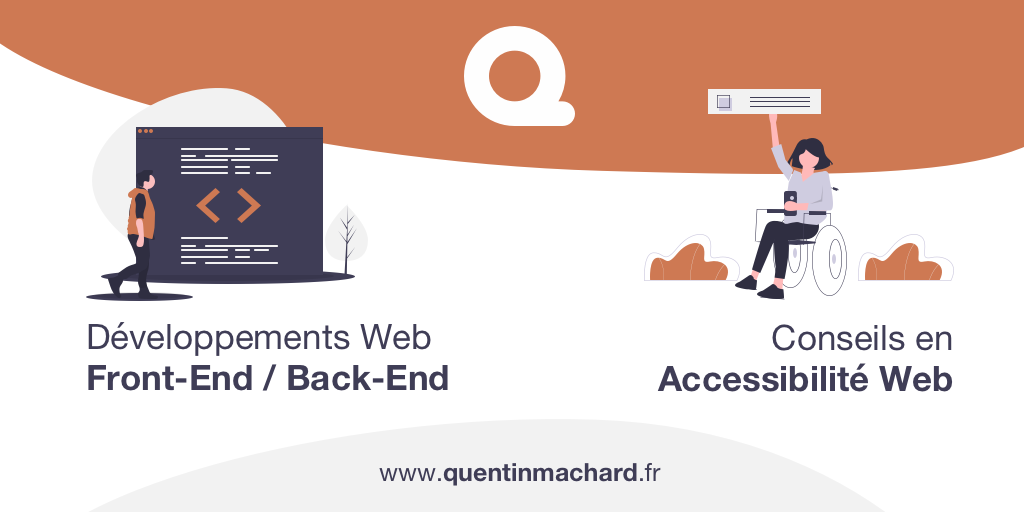 Développements Web
Front-End / Back-End
Conseils en
Accessibilité Web
www.quentinmachard.fr